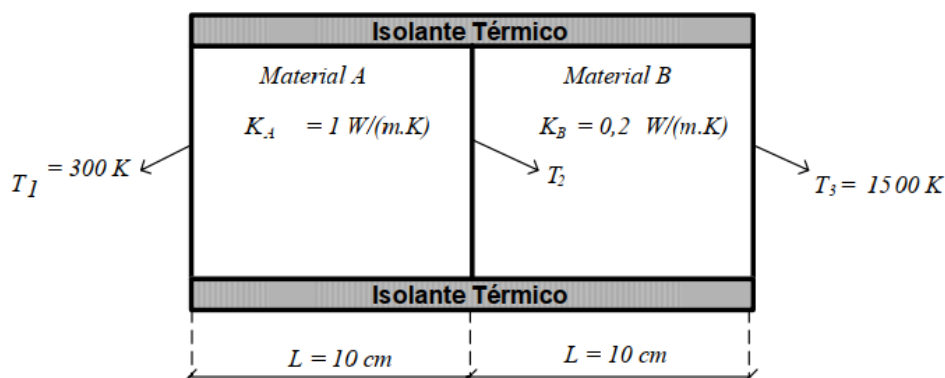 Isolante Térmico
Material A
Material B
K_A = 1 W/(m.K)
K_B = 0,2 W/(m.K)
T_1 = 300 K
T_2
T_3 = 1500 K
Isolante Térmico
L = 10 cm
L = 10 cm